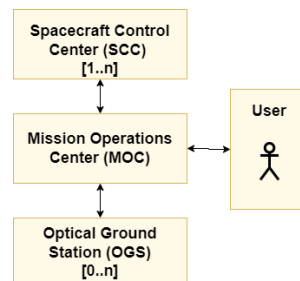 Spacecraft Control
Center (SCC)
[1..n]
Mission Operations
Center (MOC)
User
Optical Ground
Station (OGS)
[0..n]